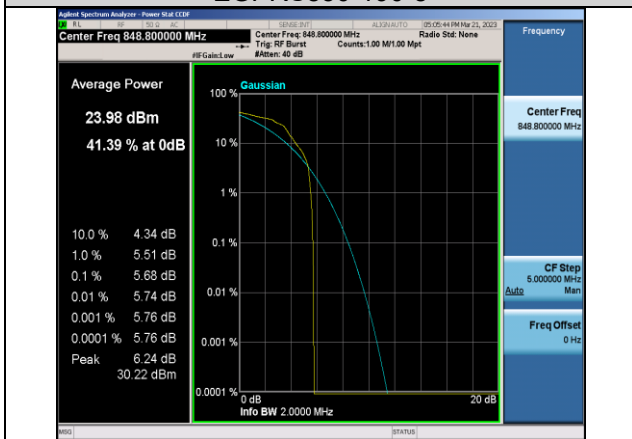 Agilent Spectrum Analyzer - Power Stat CCDF
RL RF 50 Ω AC SENSE:INT ALIGN AUTO 05:05:44 PM Mar 21, 2023
Center Freq 848.800000 MHz
Center Freq: 848.800000 MHz Radio Std: None
Trig: RF Burst Counts:1.00 M/1.00 Mpt
#IFGain:Low #Atten: 40 dB
Frequency
Average Power
23.98 dBm
41.39 % at 0dB
10.0 % 4.34 dB
1.0 % 5.51 dB
0.1 % 5.68 dB
0.01 % 5.74 dB
0.001 % 5.76 dB
0.0001 % 5.76 dB
Peak 6.24 dB
30.22 dBm
Gaussian
100 %
10 %
1 %
0.1 %
0.01 %
0.001 %
0.0001 %
0 dB 20 dB
Info BW 2.0000 MHz
Center Freq
848.800000 MHz
CF Step
5.000000 MHz
Auto Man
Freq Offset
0 Hz
MSG STATUS